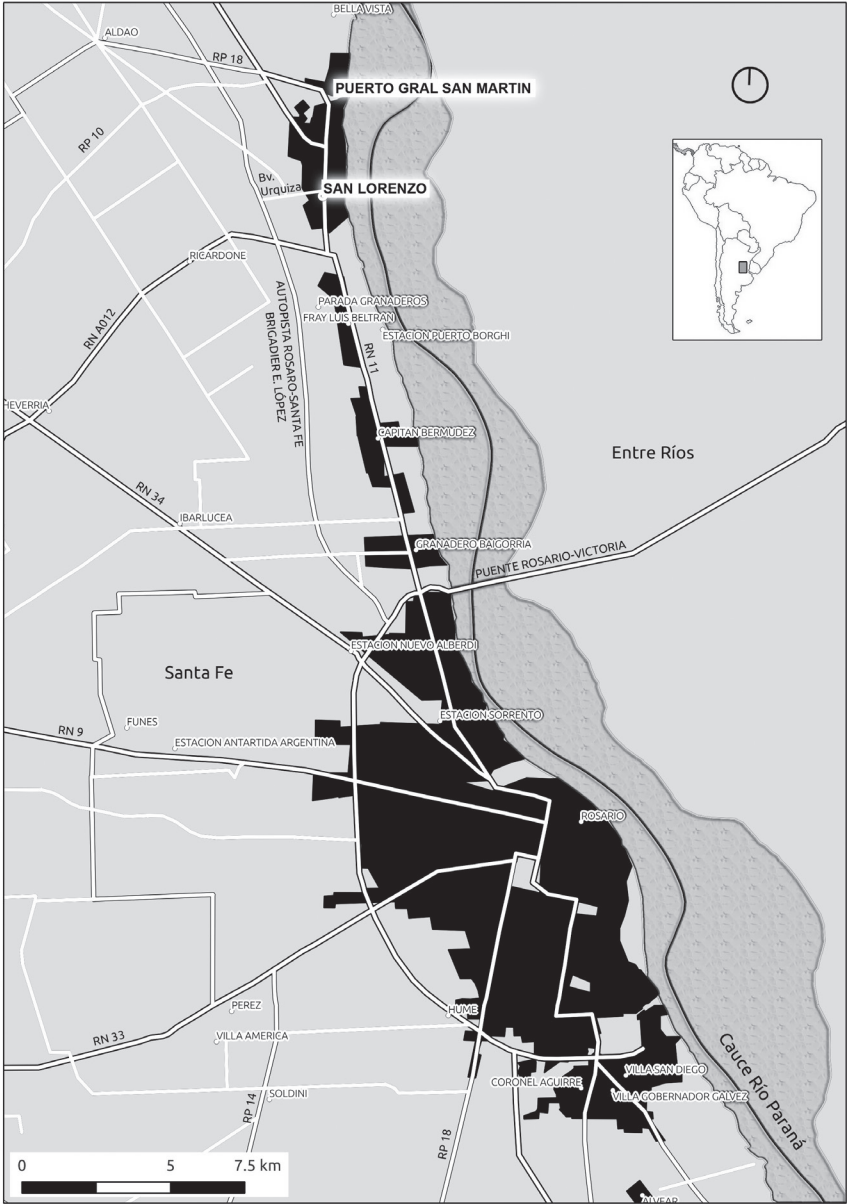 BELLA VISTA
ALDAO
RP 18
PUERTO GRAL SAN MARTIN
RP 10
Bv.
Urquiza
SAN LORENZO
RICARDONE
PARADA GRANADEROS
FRAY LUIS BELTRAN
ESTACION PUERTO BORGHI
RN A012
AUTOPISTA ROSARO-SANTA FE
BRIGADIER E. LÓPEZ
RN 11
HEVERRIA
CAPITAN BERMUDEZ
Entre Ríos
RN 34
IBARLUCEA
GRANADERO BAIGORRIA
PUENTE ROSARIO-VICTORIA
ESTACION NUEVO ALBERDI
Santa Fe
FUNES
ESTACION SORRENTO
RN 9
ESTACION ANTARTIDA ARGENTINA
ROSARIO
PEREZ
HUME
RN 33
VILLA AMERICA
Cauce Río Paraná
VILLA SAN DIEGO
CORONEL AGUIRRE
SOLDINI
VILLA GOBERNADOR GALVEZ
RP 14
RP 18
0 5 7.5 km
ALVEAR